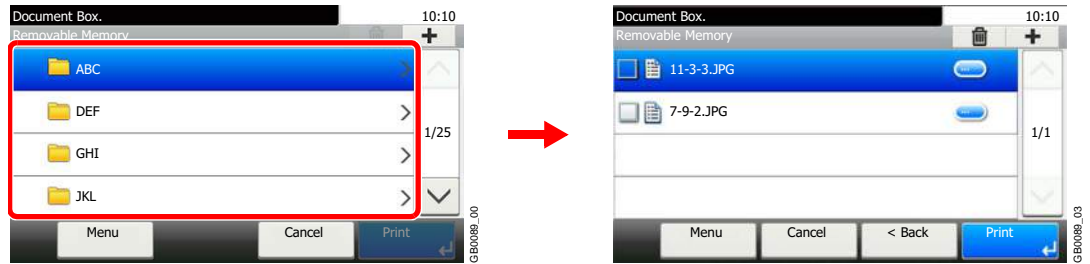 Document Box. 10:10
Removable Memory
ABC
DEF
1/25
GHI
JKL
Menu Cancel Print
GB0089_00
Document Box. 10:10
Removable Memory
11-3-3.JPG
7-9-2.JPG
1/1
Menu Cancel < Back Print
GB0089_03